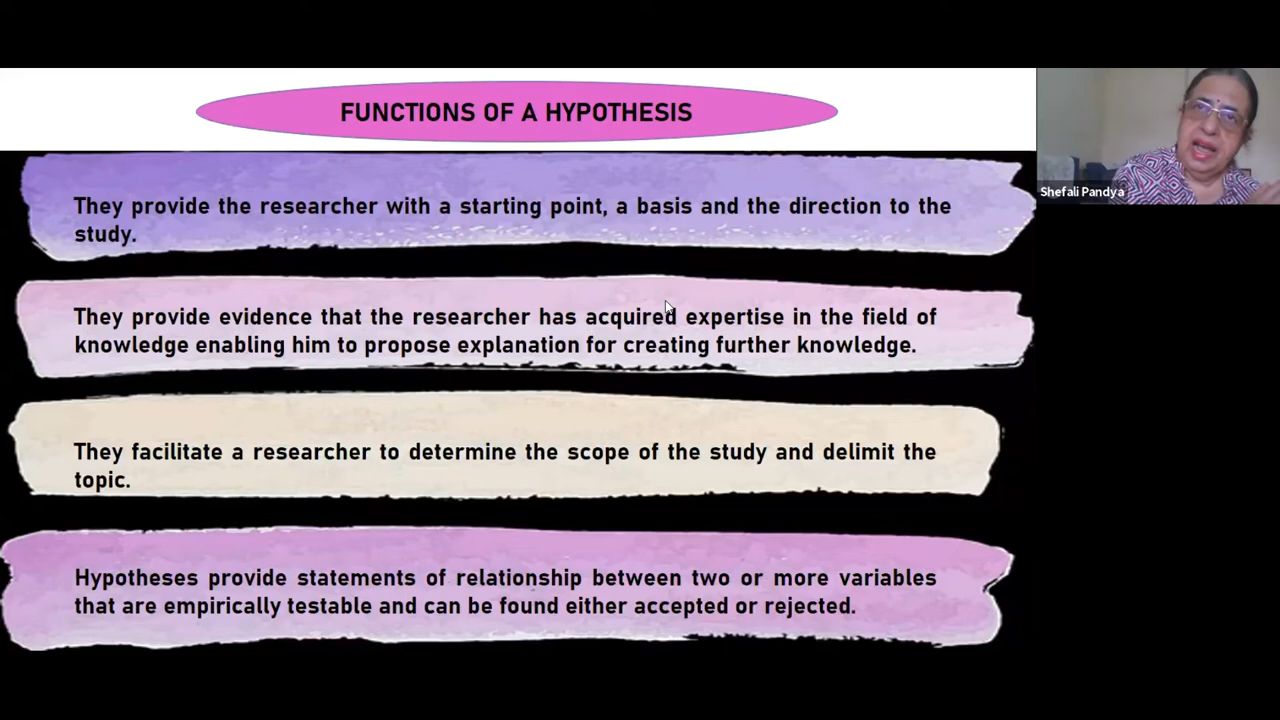 FUNCTIONS OF A HYPOTHESIS
Shefali Pandya
They provide the researcher with a starting point, a basis and the direction to the
study.
They provide evidence that the researcher has acquired expertise in the field of
knowledge enabling him to propose explanation for creating further knowledge.
They facilitate a researcher to determine the scope of the study and delimit the
topic.
Hypotheses provide statements of relationship between two or more variables
that are empirically testable and can be found either accepted or rejected.